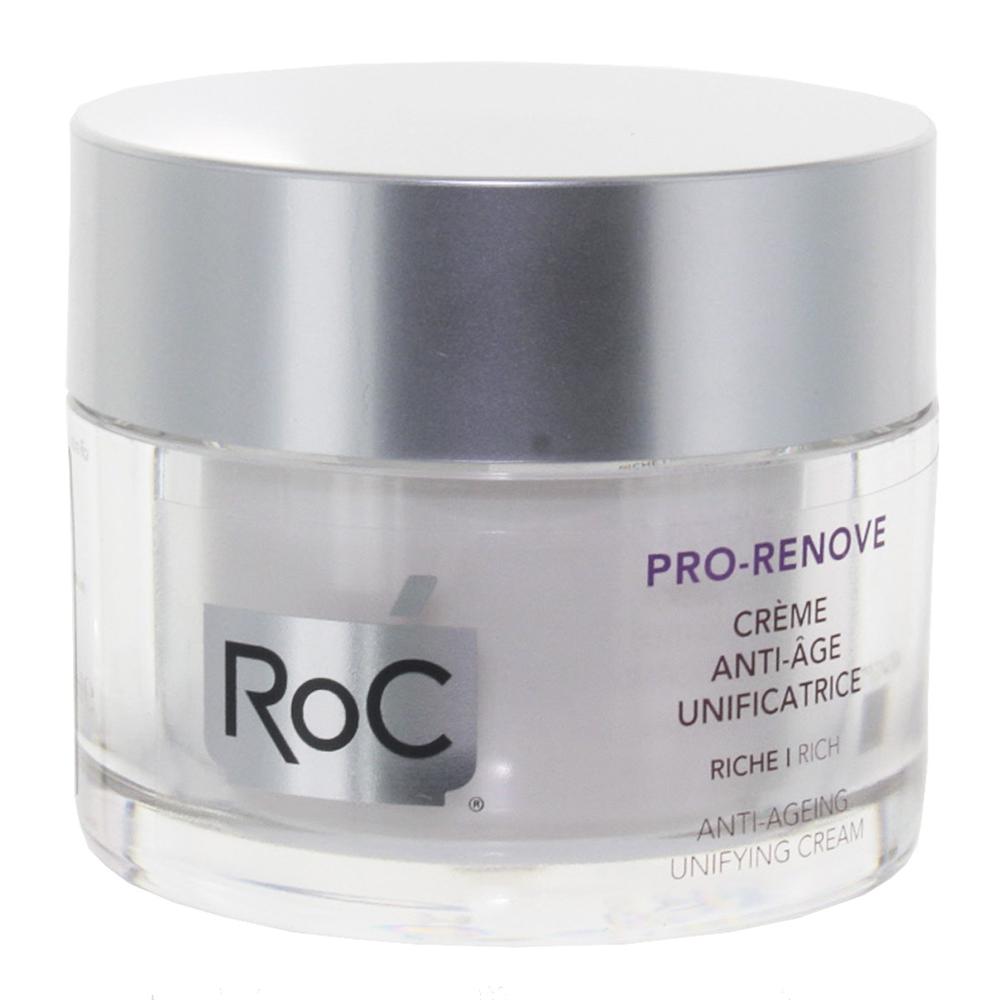 RoC
®
PRO-RENOVE
CRÈME
ANTI-ÂGE
UNIFICATRICE
RICHE I RICH
ANTI-AGEING
UNIFYING CREAM